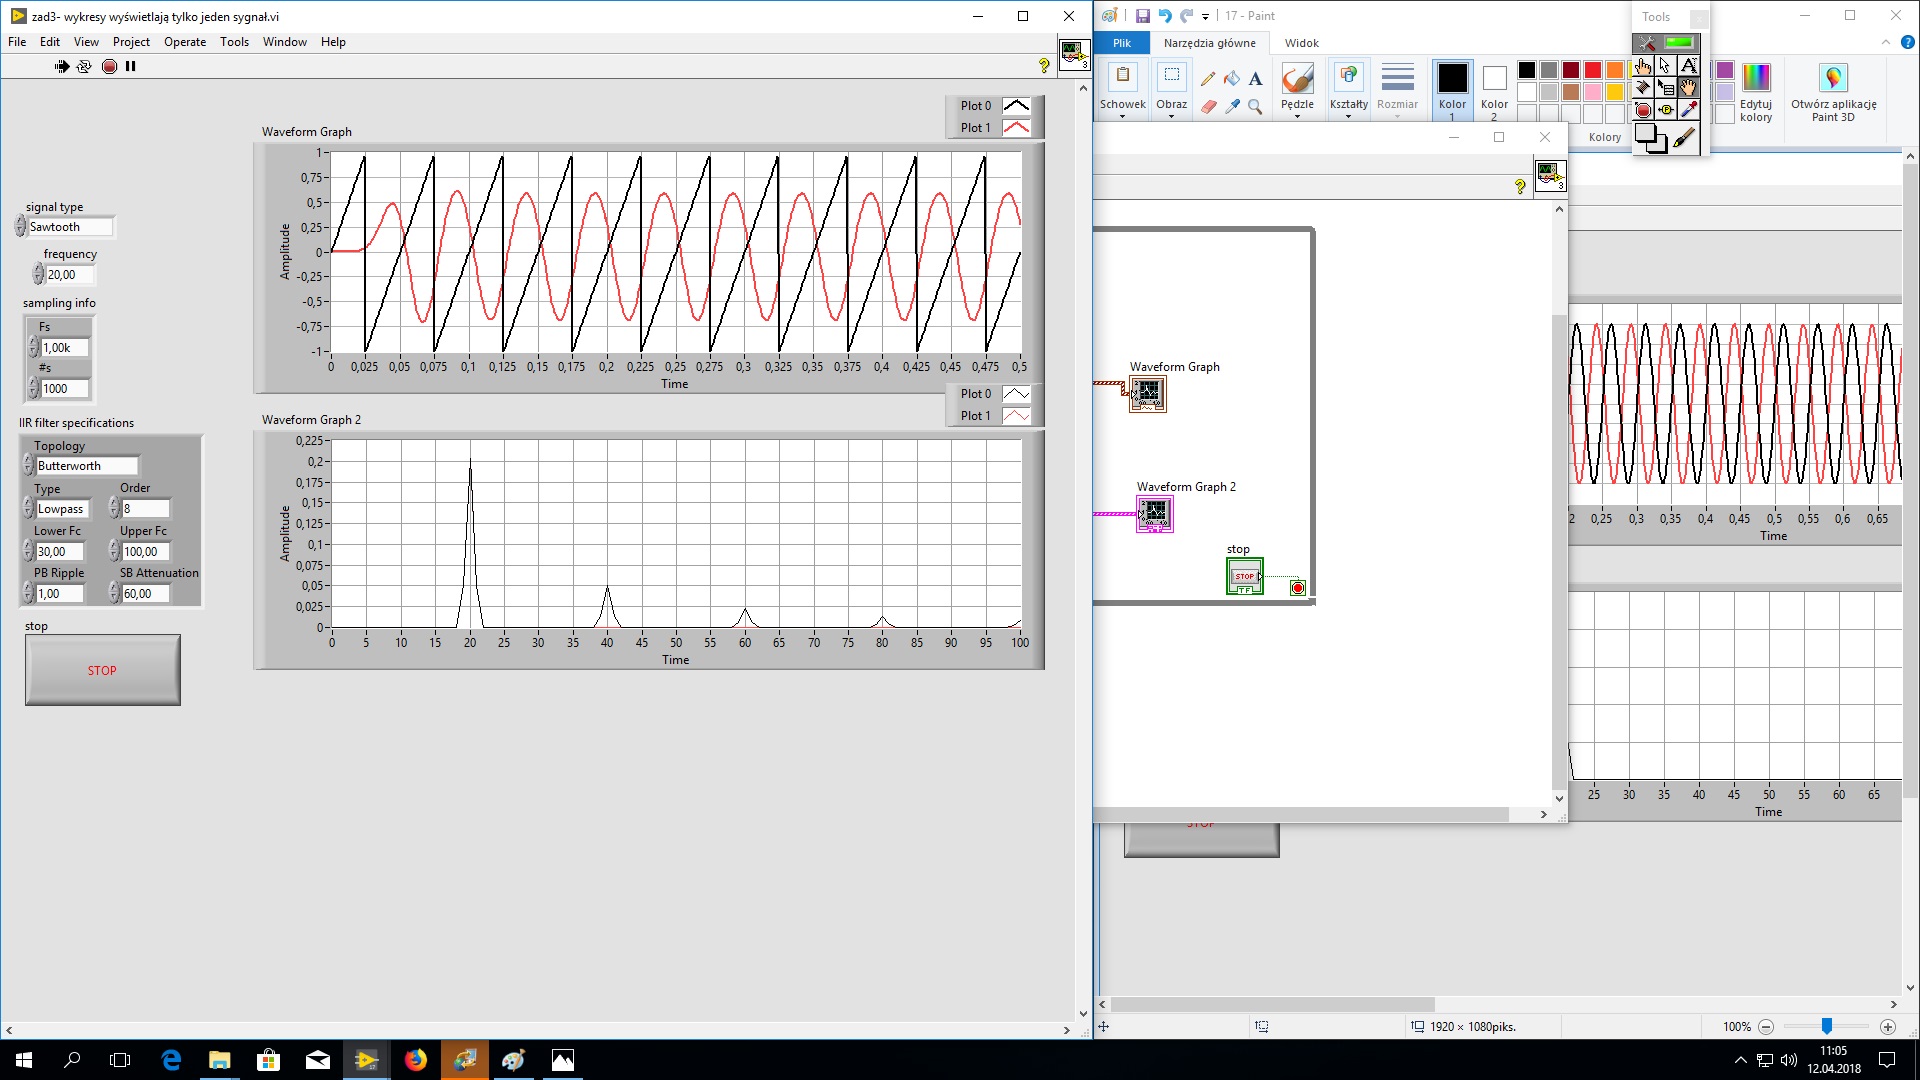 zad3- wykresy wyświetlają tylko jeden sygnał.vi
File Edit View Project Operate Tools Window Help
Plot 0
Plot 1
Waveform Graph
1
0,75
0,5
0,25
0
-0,25
-0,5
-0,75
-1
Amplitude
0 0,025 0,05 0,075 0,1 0,125 0,15 0,175 0,2 0,225 0,25 0,275 0,3 0,325 0,35 0,375 0,4 0,425 0,45 0,475 0,5
Time
signal type
Sawtooth
frequency
20,00
sampling info
Fs
1,00k
#s
1000
IIR filter specifications
Topology
Butterworth
Type Order
Lowpass 8
Lower Fc Upper Fc
30,00 100,00
PB Ripple SB Attenuation
1,00 60,00
stop
STOP
Plot 0
Plot 1
Waveform Graph 2
0,225
0,2
0,175
0,15
0,125
0,1
0,075
0,05
0,025
0
Amplitude
0 5 10 15 20 25 30 35 40 45 50 55 60 65 70 75 80 85 90 95 100
Time
17 - Paint
Plik Narzędzia główne Widok
Schowek Obraz Pędzle Kształty Rozmiar Kolor 1 Kolor 2 Edytuj kolory Otwórz aplikację Paint 3D
Kolory
Tools
3
3
Waveform Graph
Waveform Graph 2
stop
STOP
TF
2 0,25 0,3 0,35 0,4 0,45 0,5 0,55 0,6 0,65
Time
25 30 35 40 45 50 55 60 65
Time
STOP
1920 × 1080piks.
100%
11:05
12.04.2018